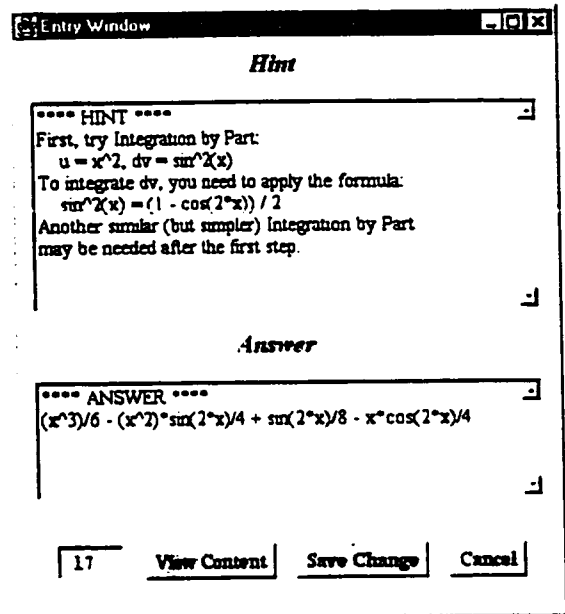 Entry Window
Hint
**** HINT ****
First, try Integration by Part:
u = x^2, dv = sin^2(x)
To integrate dv, you need to apply the formula:
sin^2(x) = (1 - cos(2*x)) / 2
Another similar (but simpler) Integration by Part
may be needed after the first step.
Answer
**** ANSWER ****
(x^3)/6 - (x^2)*sin(2*x)/4 + sin(2*x)/8 - x*cos(2*x)/4
17 View Content Save Change Cancel